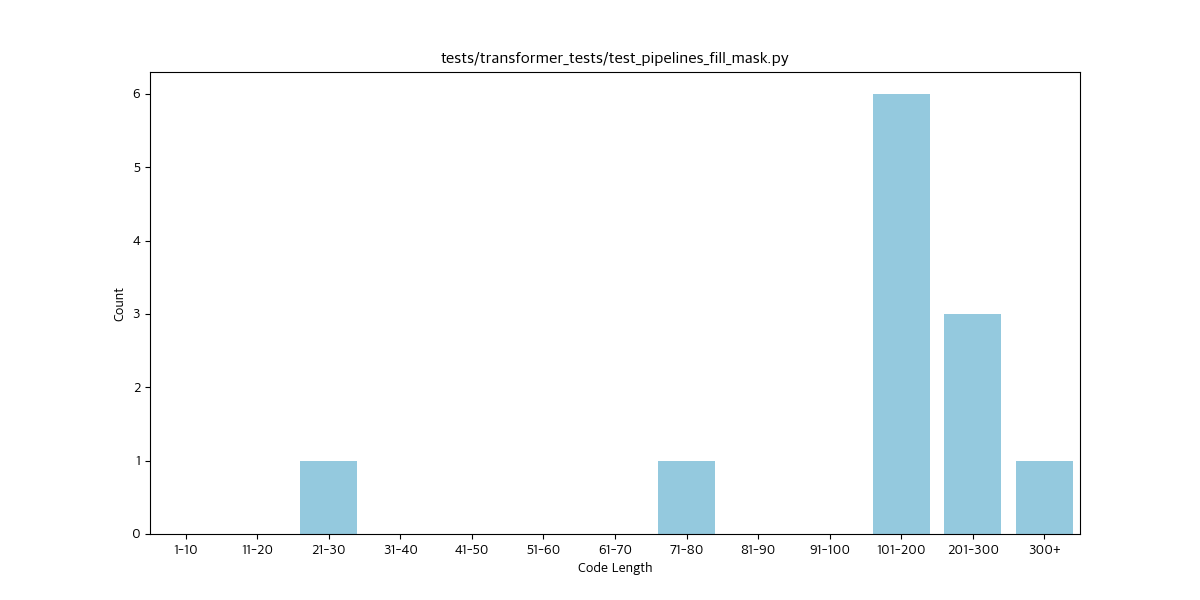 tests/transformer_tests/test_pipelines_fill_mask.py
6
5
4
3
2
1
0
Count
1-10 11-20 21-30 31-40 41-50 51-60 61-70 71-80 81-90 91-100 101-200 201-300 300+
Code Length